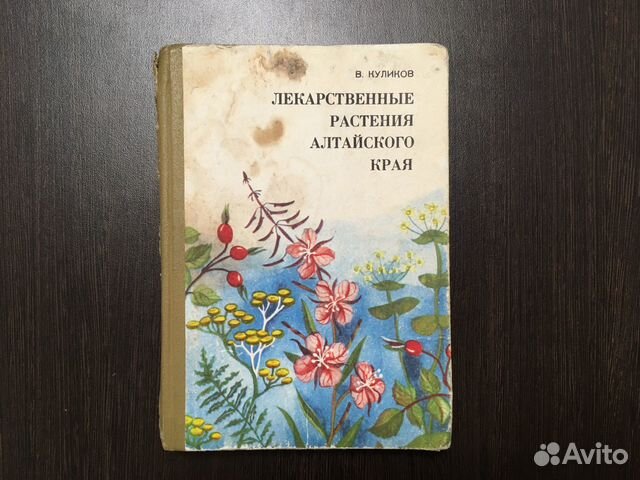 В. КУЛИКОВ
ЛЕКАРСТВЕННЫЕ
РАСТЕНИЯ
АЛТАЙСКОГО
КРАЯ
Avito